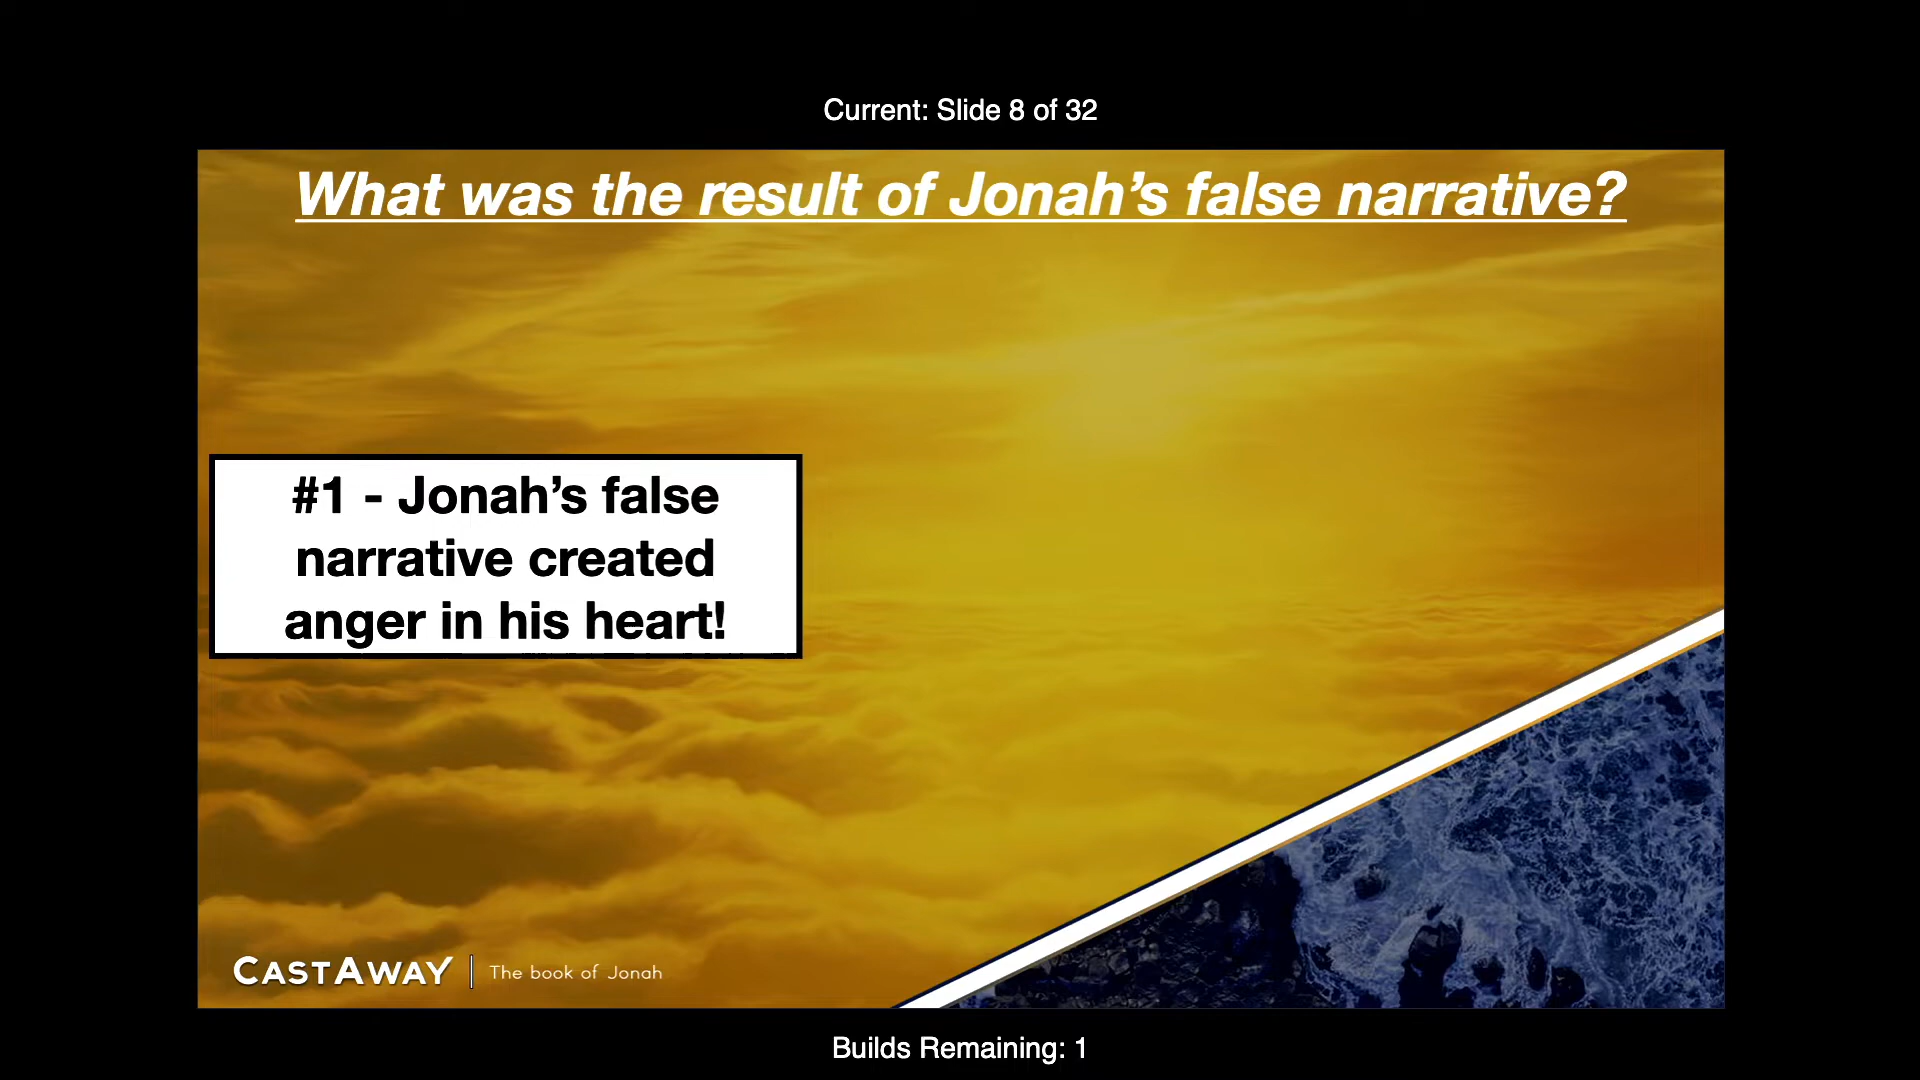 Current: Slide 8 of 32
What was the result of Jonah’s false narrative?
#1 - Jonah’s false
narrative created
anger in his heart!
CASTAWAY | The book of Jonah
Builds Remaining: 1